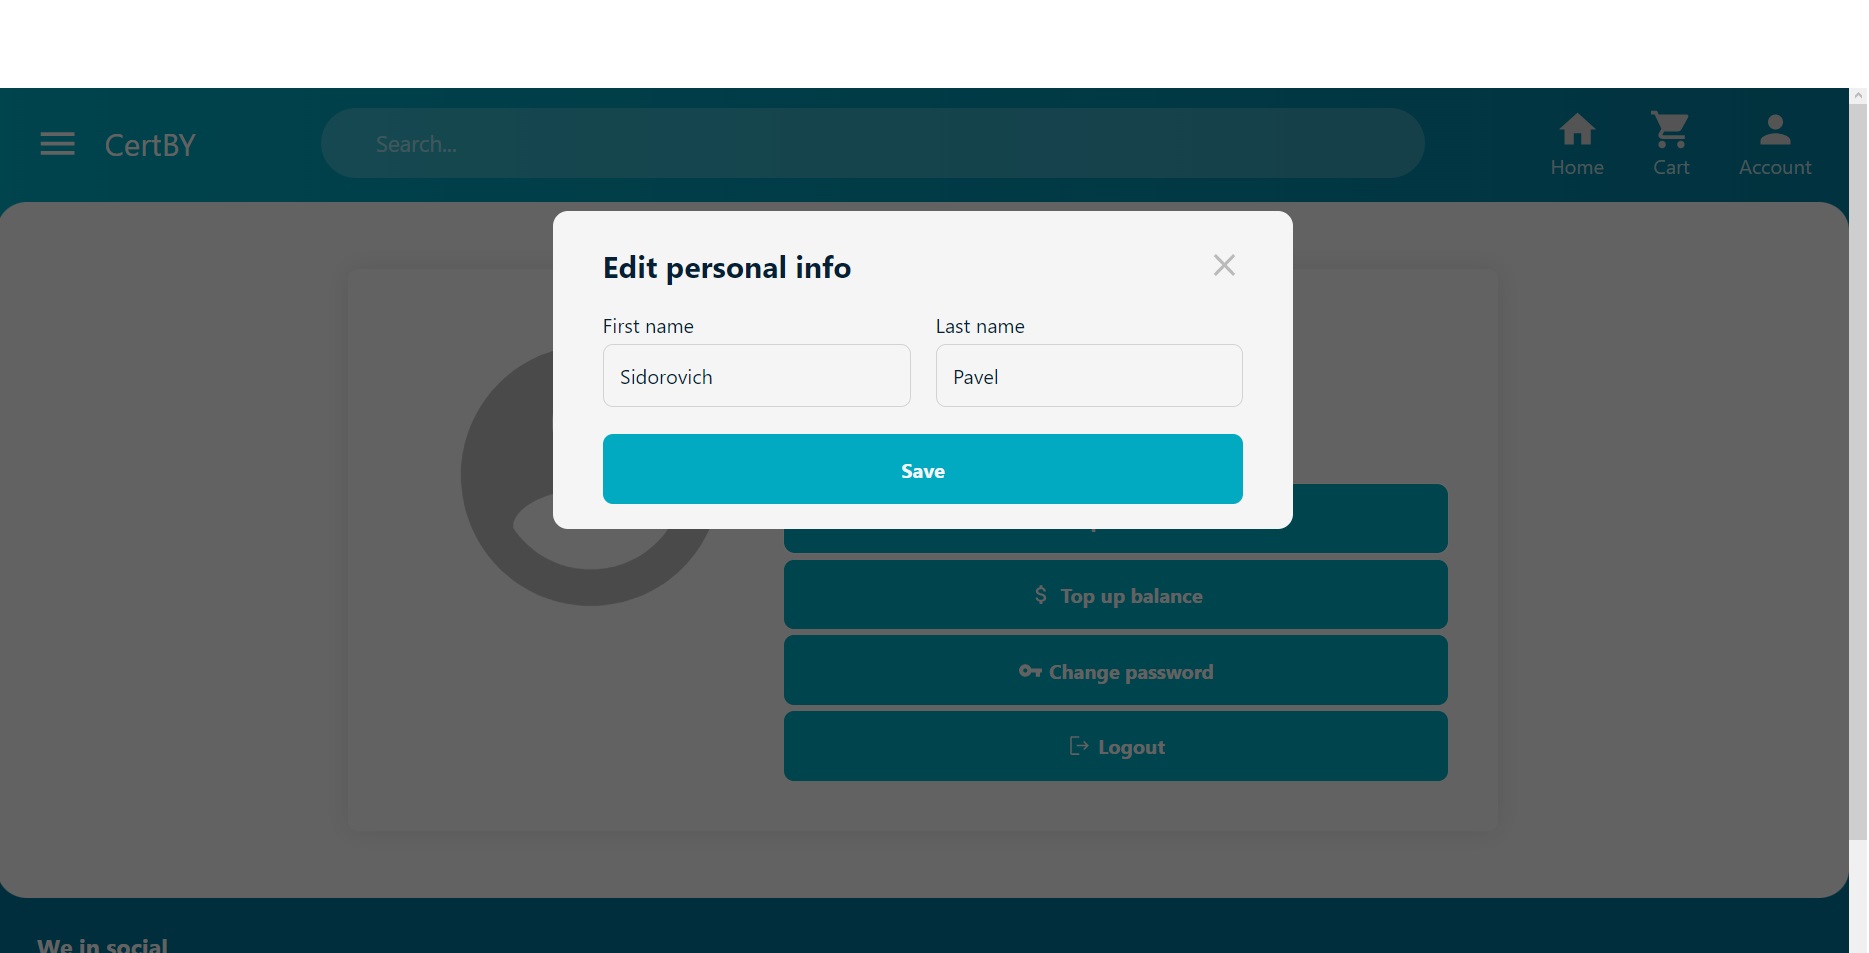 CertBY
Search...
Home
Cart
Account
Edit personal info
First name
Last name
Sidorovich
Pavel
Save
Top up balance
Change password
Logout
We in social